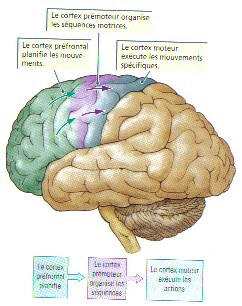 Le cortex prémoteur organise
les séquences motrices.
Le cortex préfrontal
planifie les mouve-
ments.
Le cortex moteur
exécute les mouvements
spécifiques.
Le cortex
préfrontal
planifie
Le cortex
prémoteur
organise les
séquences
Le cortex moteur
exécute les
actions